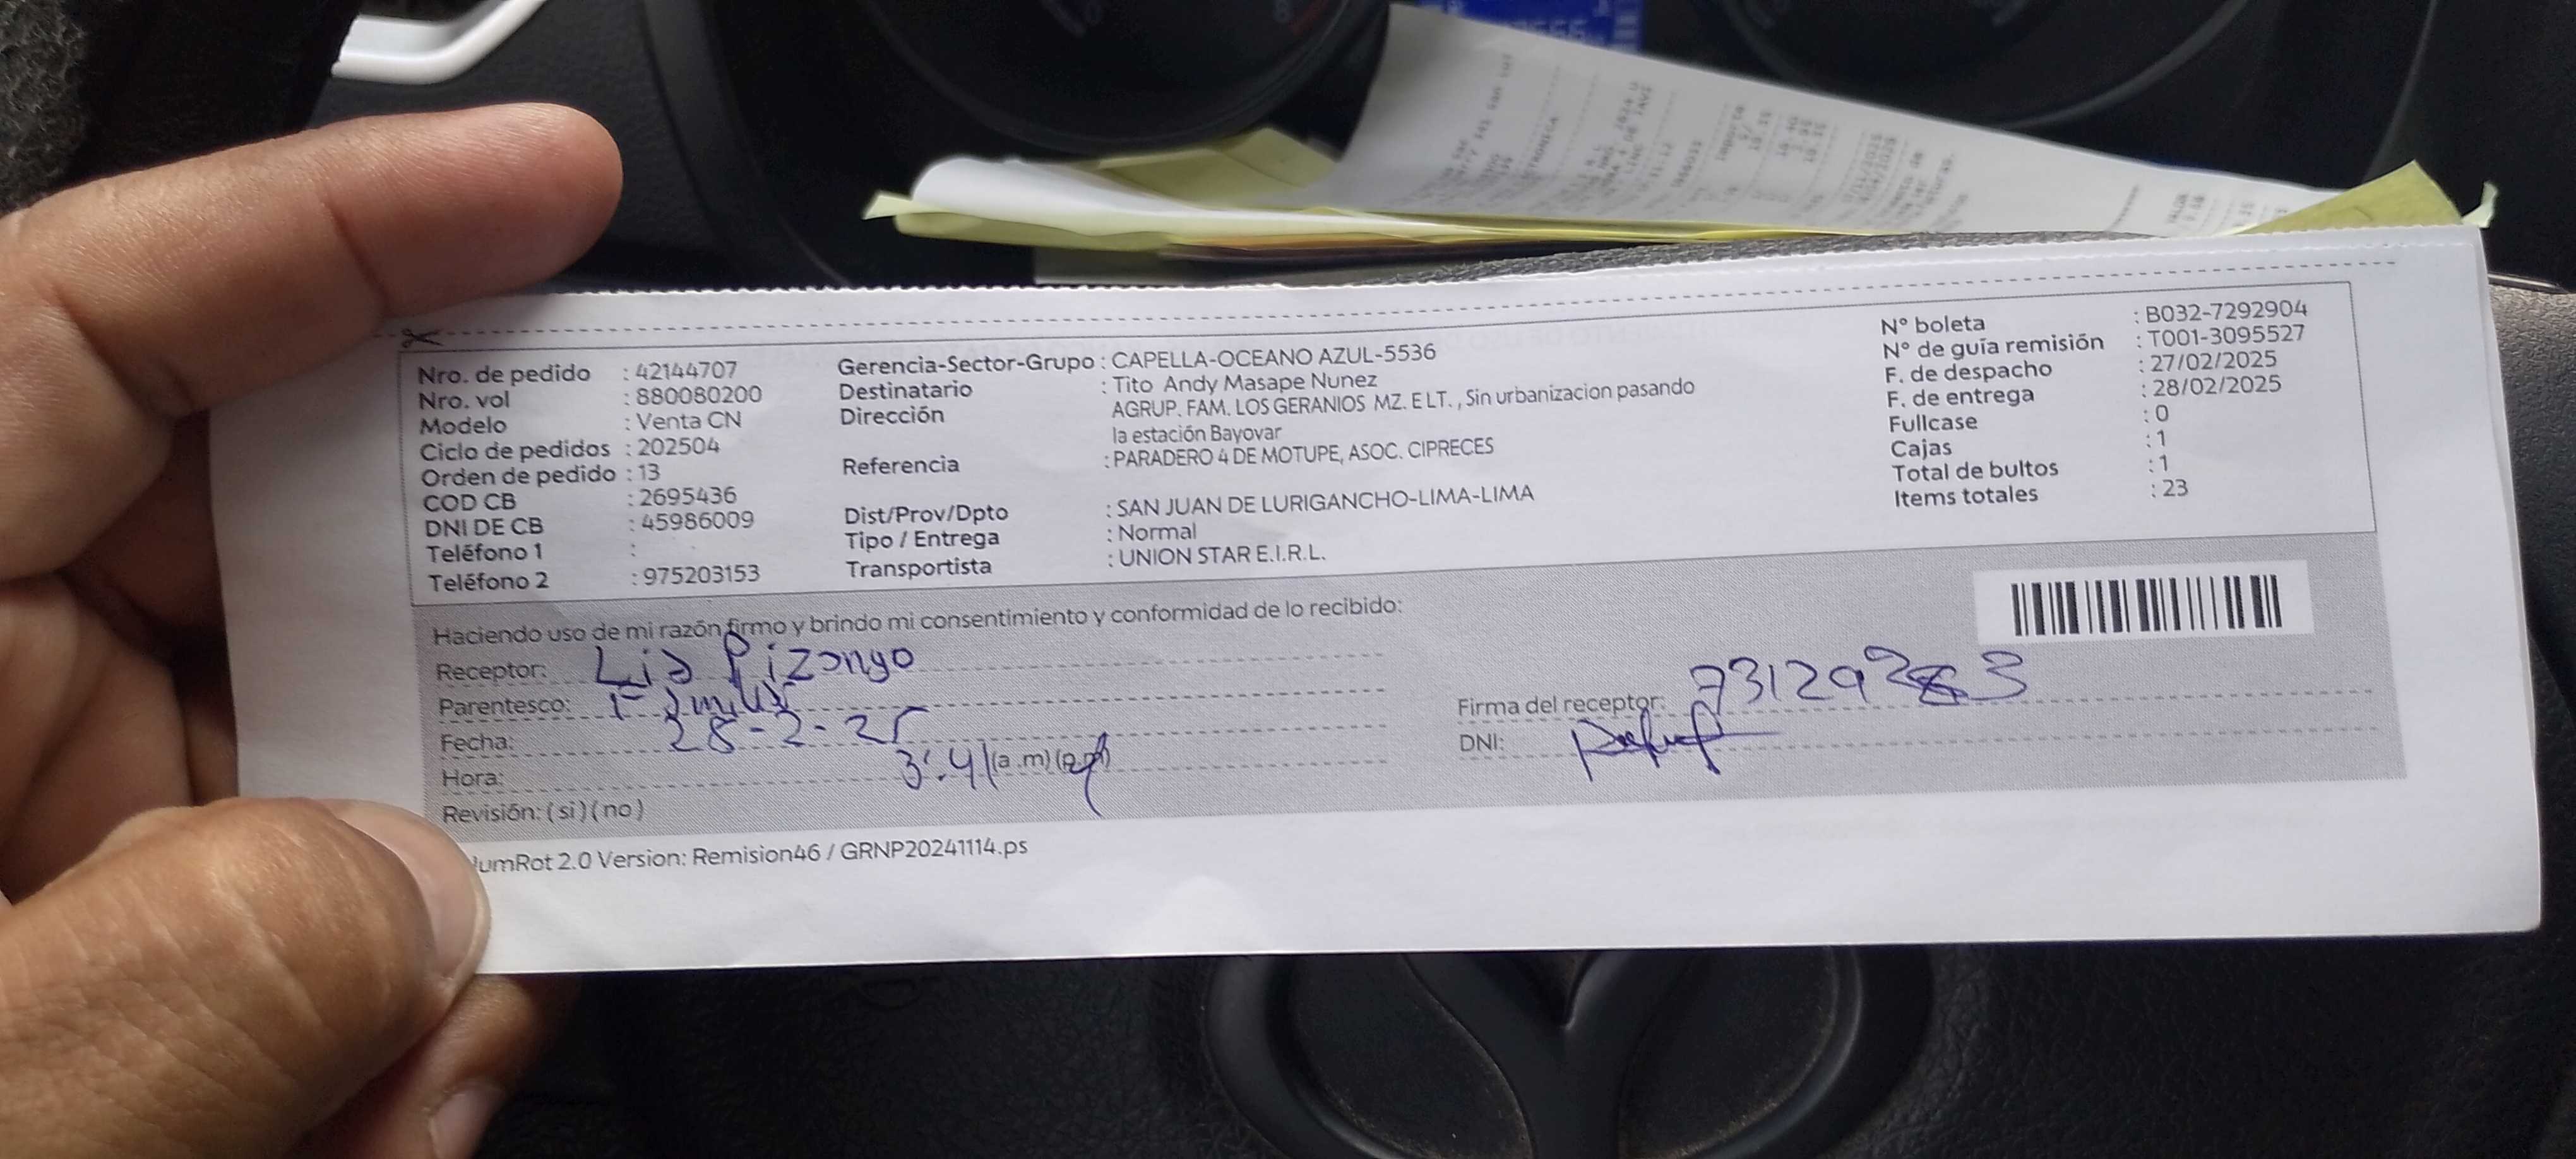 Nro. de pedido : 42144707
Nro. vol : 880080200
Modelo : Venta CN
Ciclo de pedidos : 202504
Orden de pedido : 13
COD CB : 2695436
DNI DE CB : 45986009
Teléfono 1 :
Teléfono 2 : 975203153
Gerencia-Sector-Grupo : CAPELLA-OCEANO AZUL-5536
Destinatario : Tito Andy Masape Nunez
Dirección AGRUP. FAM. LOS GERANIOS MZ. E LT. , Sin urbanizacion pasando
la estación Bayovar
Referencia : PARADERO 4 DE MOTUPE, ASOC. CIPRECES
Dist/Prov/Dpto : SAN JUAN DE LURIGANCHO-LIMA-LIMA
Tipo / Entrega : Normal
Transportista : UNION STAR E.I.R.L.
N° boleta : B032-7292904
N° de guía remisión : T001-3095527
F. de despacho : 27/02/2025
F. de entrega : 28/02/2025
Fullcase : 0
Cajas : 1
Total de bultos : 1
Items totales : 23
Haciendo uso de mi razón firmo y brindo mi consentimiento y conformidad de lo recibido:
Receptor: Lia Pizongo
Parentesco: Familiar
Fecha: 28-2-25
Hora: 3:41 (a.m) (p.m)
Revisión: ( si ) ( no )
Firma del receptor:
DNI:
umRot 2.0 Version: Remision46 / GRNP20241114.ps